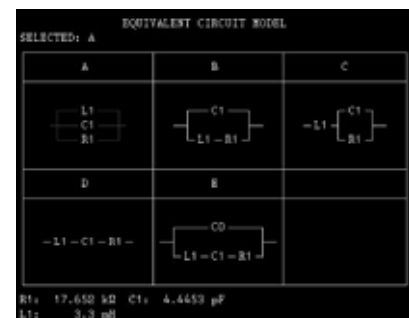 EQUIVALENT CIRCUIT MODEL
SELECTED: A
A B C
L1 C1 C1
C1 -L1
R1 L1-R1 R1
D E
C0
-L1-C1-R1-
L1-C1-R1
R1: 17.652 kΩ C1: 4.4453 pF
L1: 3.3 mH